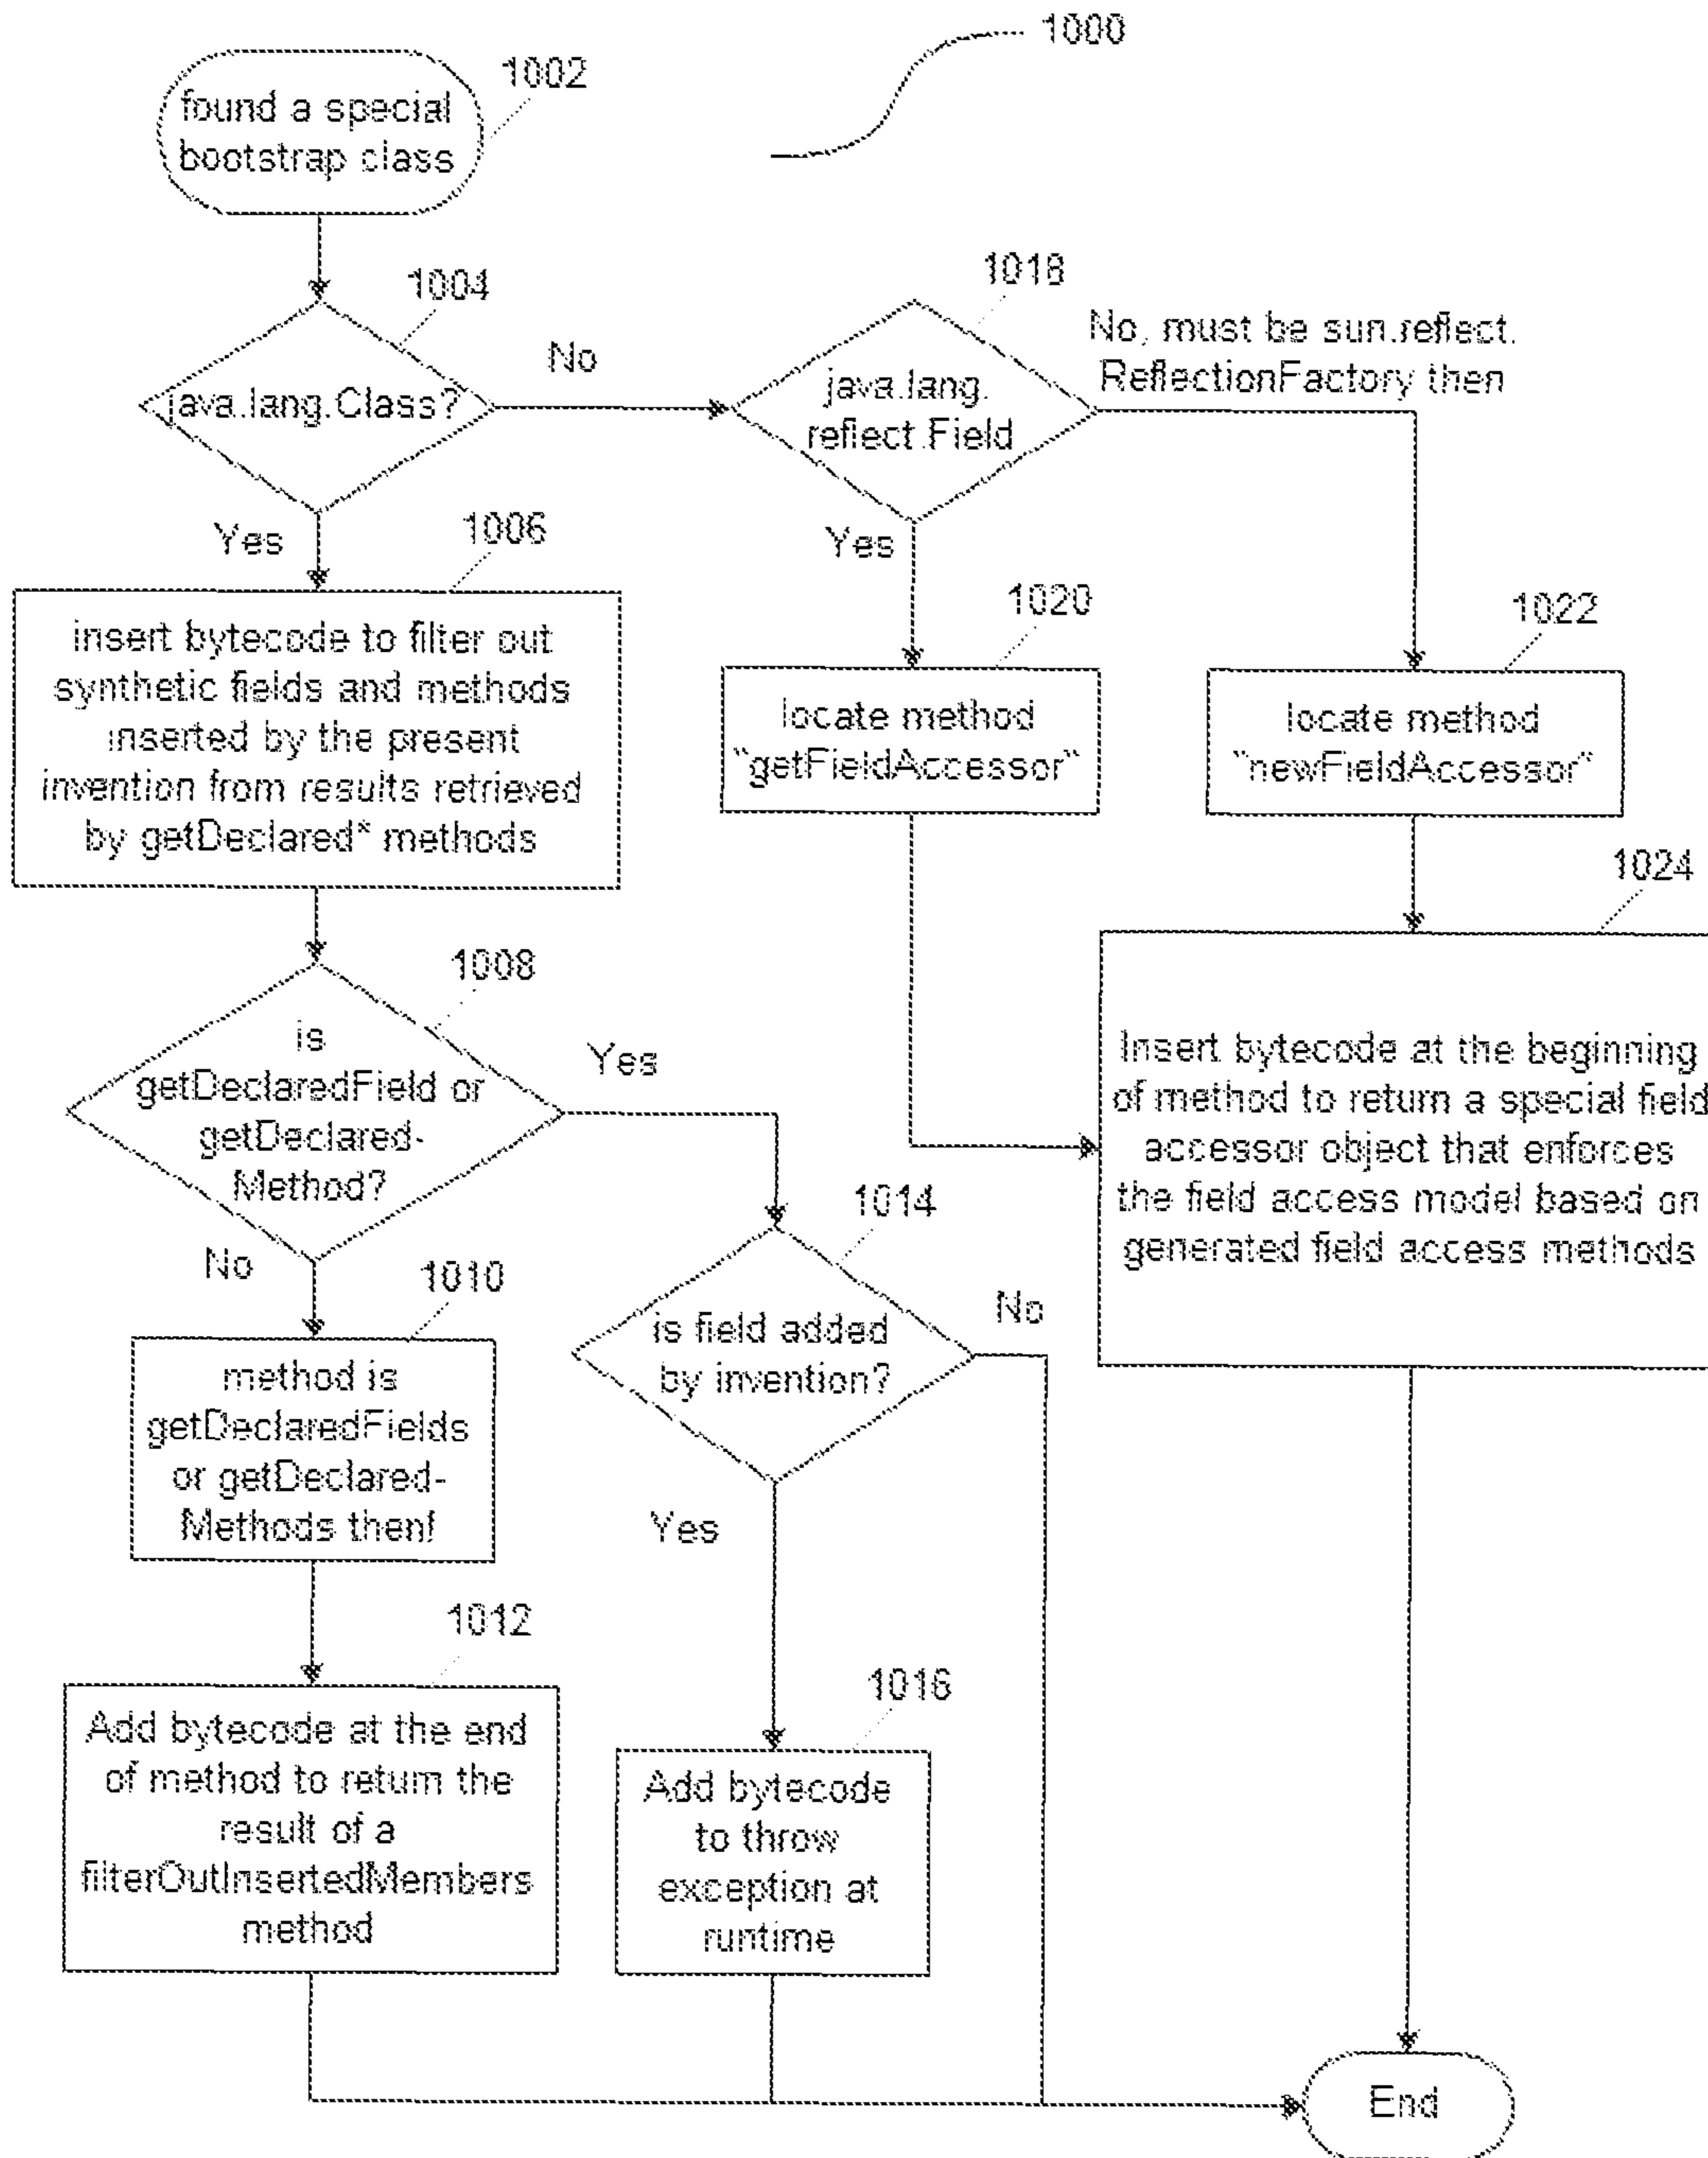 1000
1002
found a special
bootstrap class
1004
java.lang.Class?
No
Yes
1018
java.lang.
reflect.Field
No, must be sun.reflect.
ReflectionFactory then
Yes
1006
insert bytecode to filter out
synthetic fields and methods
inserted by the present
invention from results retrieved
by getDeclared* methods
1020
locate method
"getFieldAccessor"
1022
locate method
"newFieldAccessor"
1024
Insert bytecode at the beginning
of method to return a special field
accessor object that enforces
the field access model based on
generated field access methods
1008
is
getDeclaredField or
getDeclared-
Method?
Yes
No
1010
method is
getDeclaredFields
or getDeclared-
Methods then!
1014
is field added
by invention?
No
Yes
1012
Add bytecode at the end
of method to return the
result of a
filterOutInsertedMembers
method
1016
Add bytecode
to throw
exception at
runtime
End